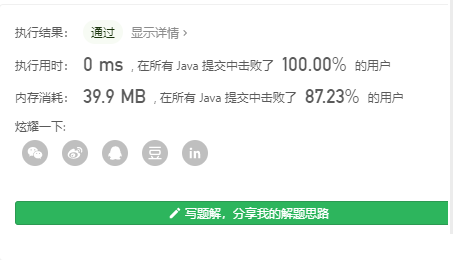 执行结果： 通过 显示详情 >
执行用时： 0 ms , 在所有 Java 提交中击败了 100.00% 的用户
内存消耗： 39.9 MB , 在所有 Java 提交中击败了 87.23% 的用户
炫耀一下:
豆 in
写题解，分享我的解题思路